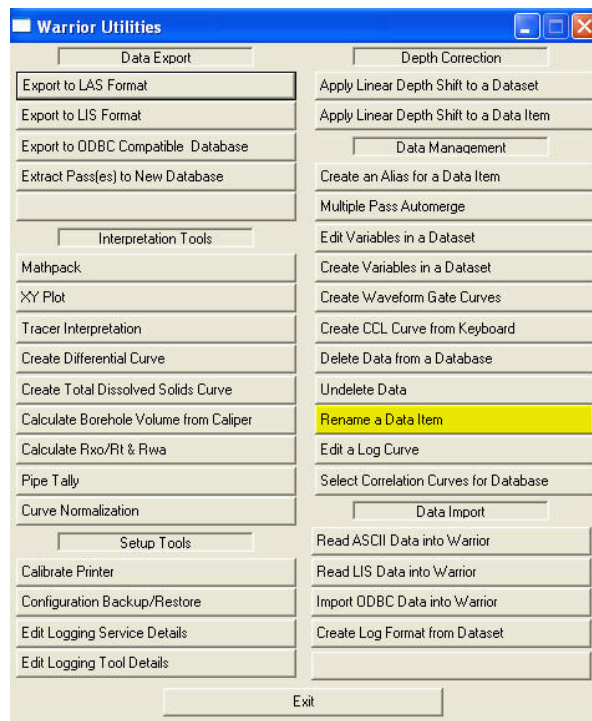 Warrior Utilities
Data Export
Export to LAS Format
Export to LIS Format
Export to ODBC Compatible Database
Extract Pass(es) to New Database
Interpretation Tools
Mathpack
XY Plot
Tracer Interpretation
Create Differential Curve
Create Total Dissolved Solids Curve
Calculate Borehole Volume from Caliper
Calculate Rxo/Rt & Rwa
Pipe Tally
Curve Normalization
Setup Tools
Calibrate Printer
Configuration Backup/Restore
Edit Logging Service Details
Edit Logging Tool Details
Depth Correction
Apply Linear Depth Shift to a Dataset
Apply Linear Depth Shift to a Data Item
Data Management
Create an Alias for a Data Item
Multiple Pass Automerge
Edit Variables in a Dataset
Create Variables in a Dataset
Create Waveform Gate Curves
Create CCL Curve from Keyboard
Delete Data from a Database
Undelete Data
Rename a Data Item
Edit a Log Curve
Select Correlation Curves for Database
Data Import
Read ASCII Data into Warrior
Read LIS Data into Warrior
Import ODBC Data into Warrior
Create Log Format from Dataset
Exit